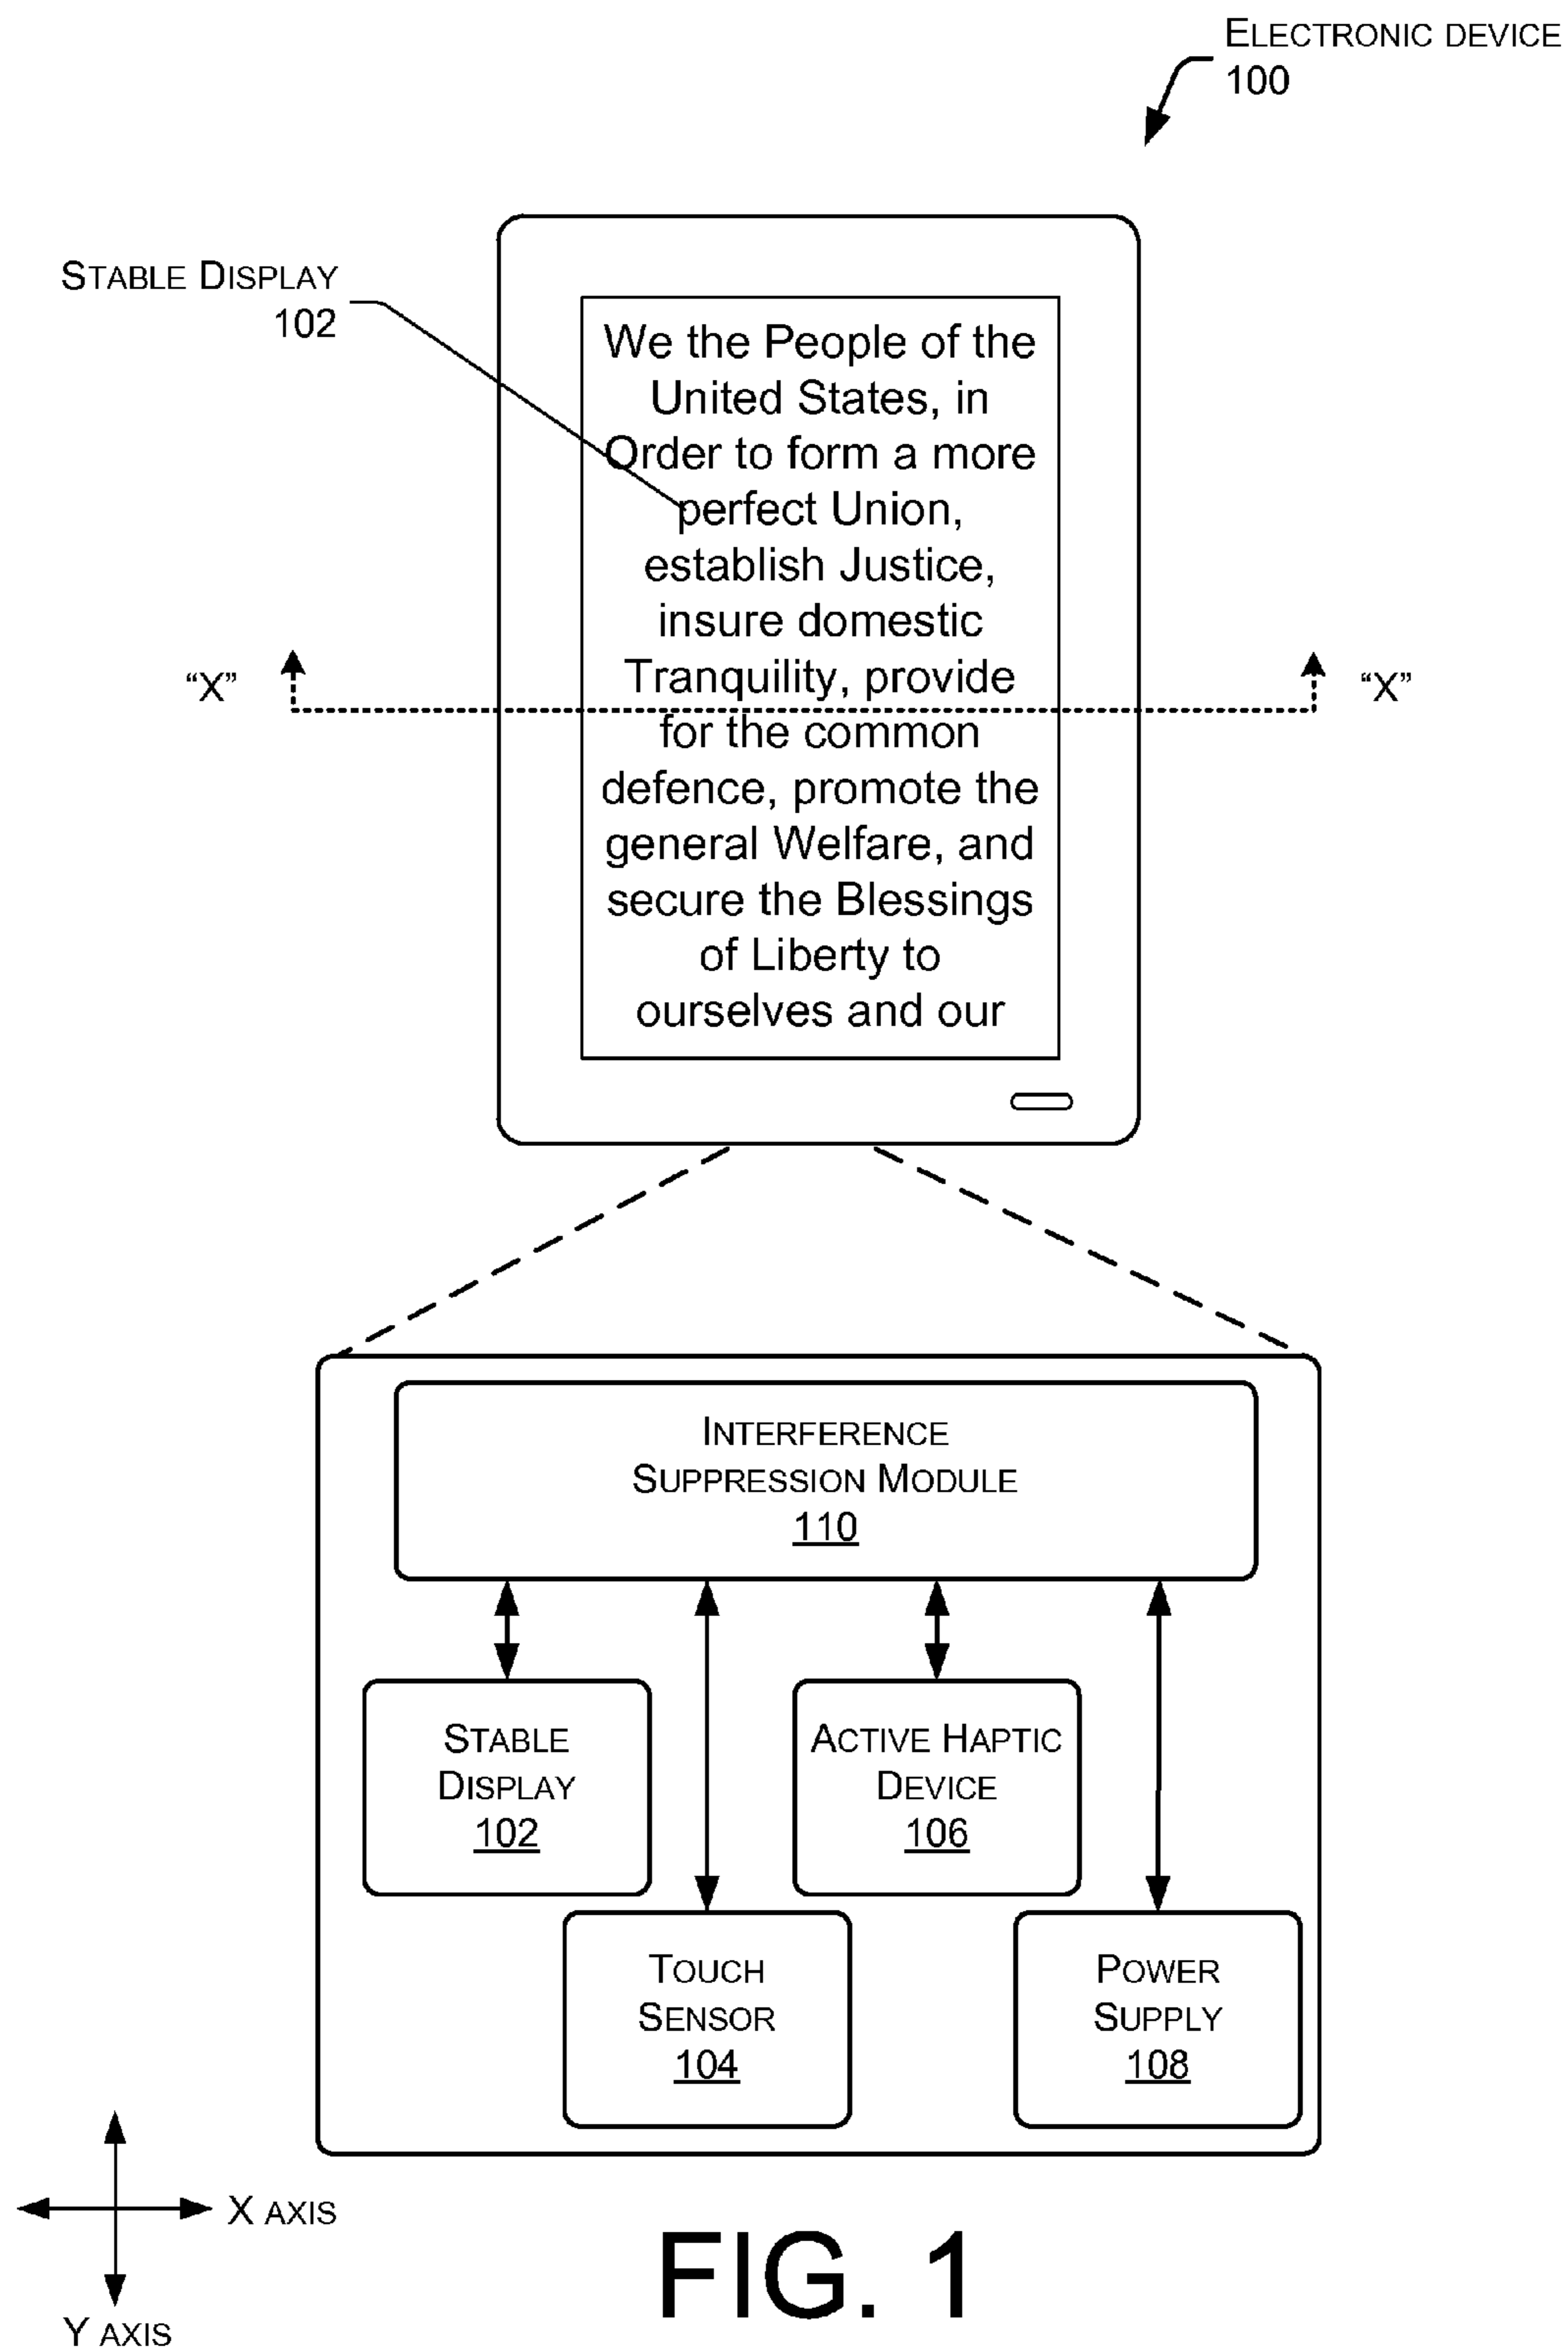 ELECTRONIC DEVICE
100
STABLE DISPLAY
102
We the People of the
United States, in
Order to form a more
perfect Union,
establish Justice,
insure domestic
Tranquility, provide
for the common
defence, promote the
general Welfare, and
secure the Blessings
of Liberty to
ourselves and our
“X”
“X”
INTERFERENCE
SUPPRESSION MODULE
110
STABLE
DISPLAY
102
ACTIVE HAPTIC
DEVICE
106
TOUCH
SENSOR
104
POWER
SUPPLY
108
X AXIS
Y AXIS
FIG. 1